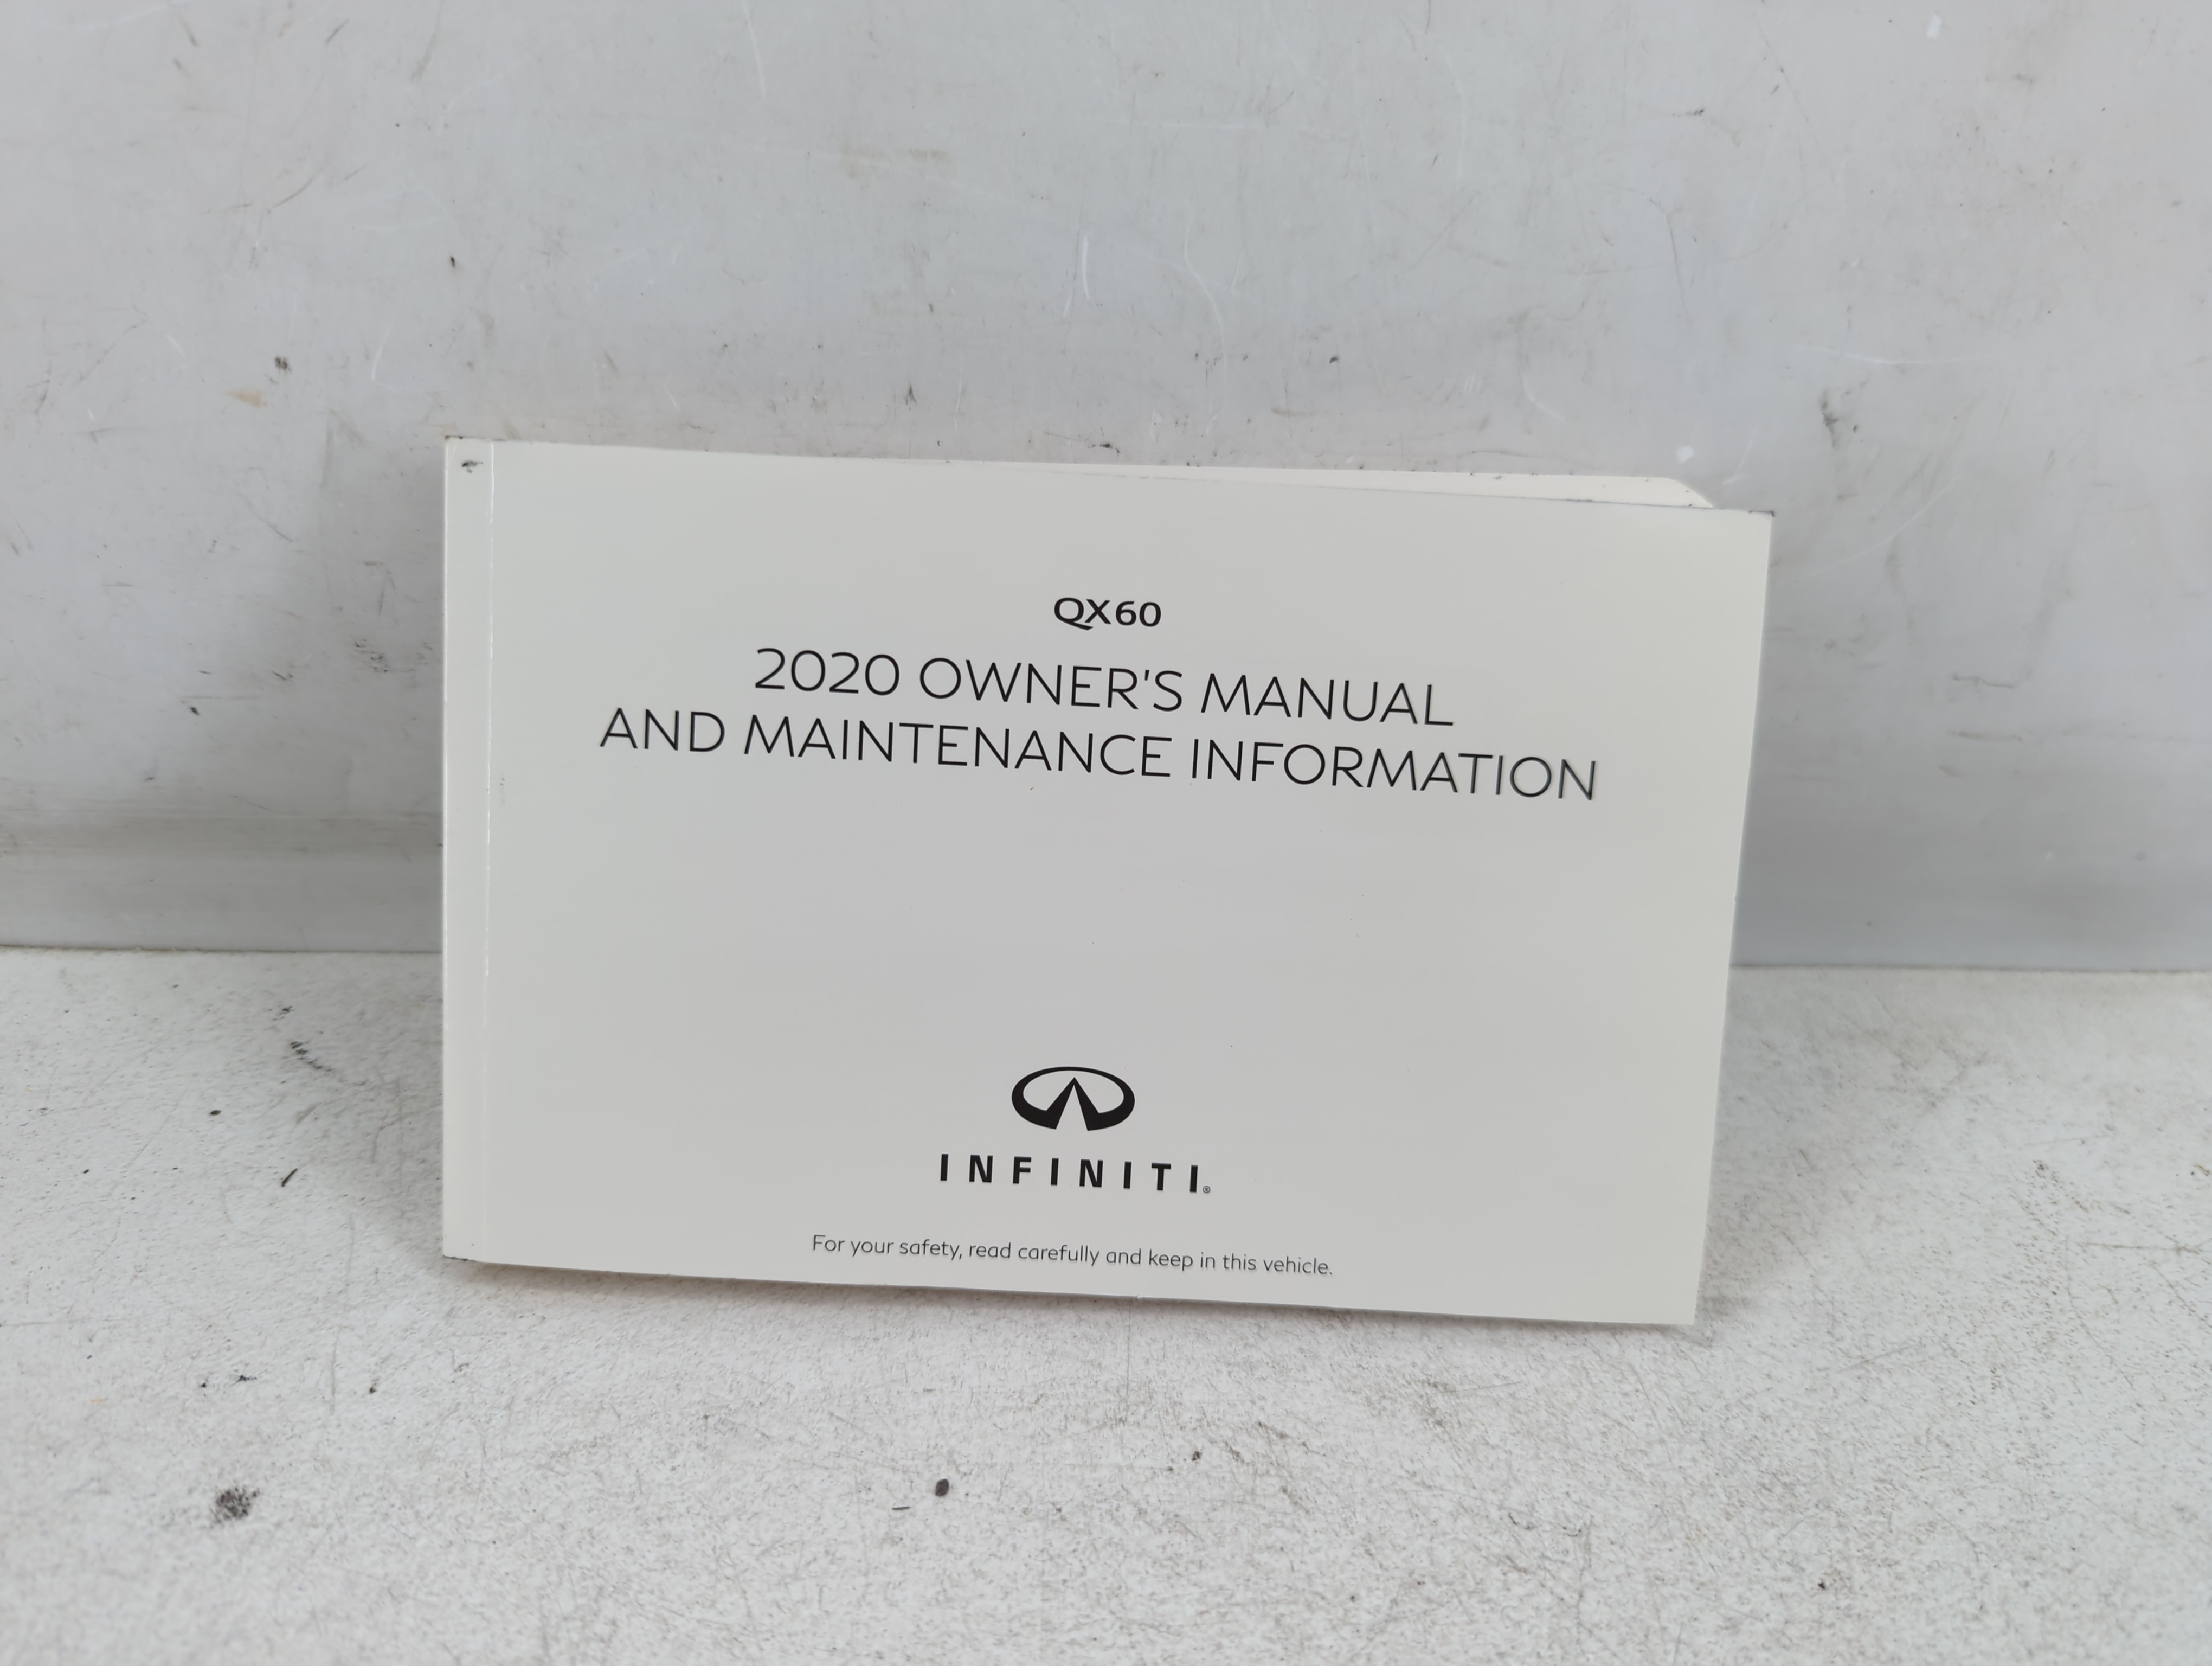 QX60
2020 OWNER'S MANUAL
AND MAINTENANCE INFORMATION
INFINITI®
For your safety, read carefully and keep in this vehicle.